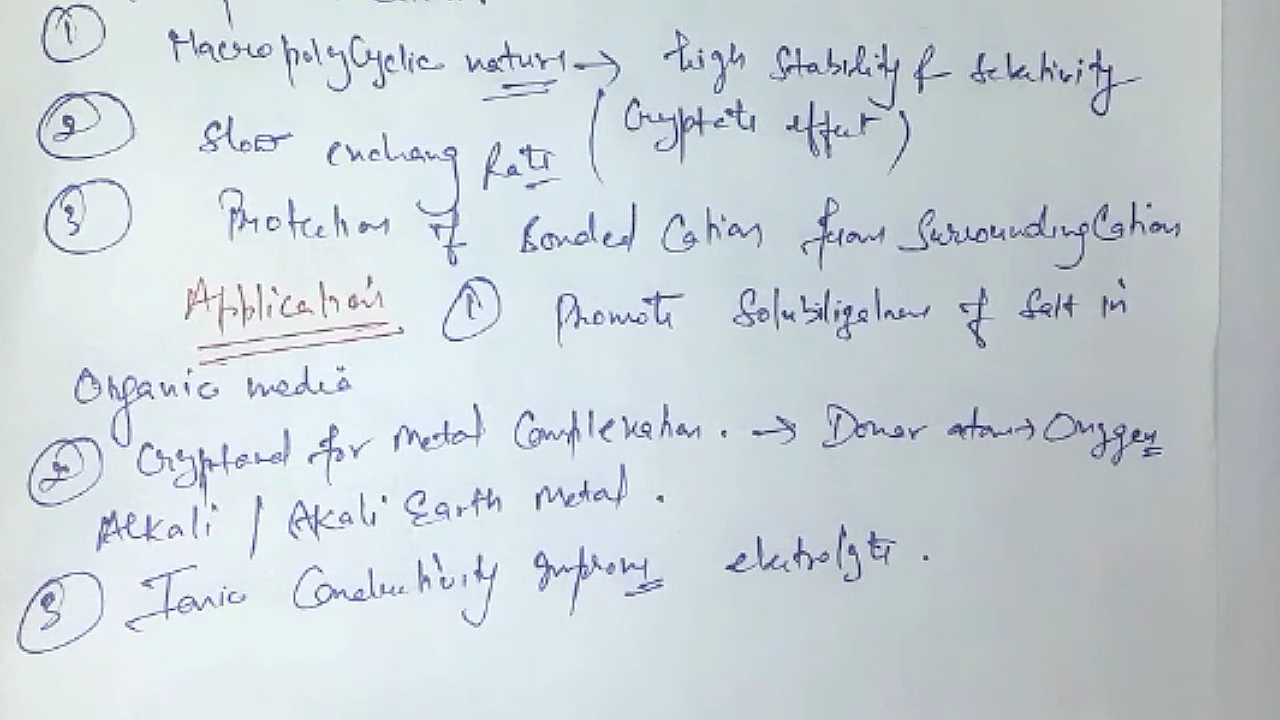 ① Macropolycyclic nature → high Stability & Selectivity
② Slow exchang Rate (Cryptate effect)
③ Protection of Bonded Cation from Surrounding Cation
Application ① Promote Solubilization of Salt in
Organic media
② Cryptand for Metal Complexation. → Donor atom → Oxygen
Alkali / Akali Earth Metal.
③ Ionic Conductivity improve electrolyte.